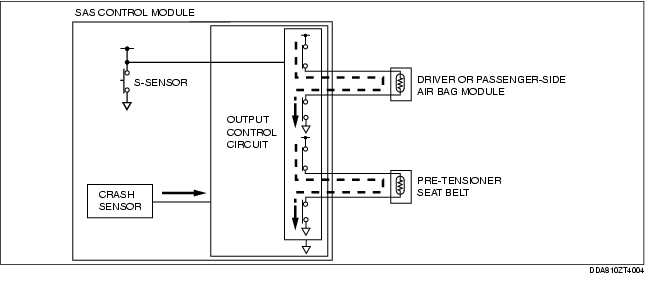 SAS CONTROL MODULE
S-SENSOR
OUTPUT
CONTROL
CIRCUIT
CRASH
SENSOR
DRIVER OR PASSENGER-SIDE
AIR BAG MODULE
PRE-TENSIONER
SEAT BELT
DDA810ZT4004